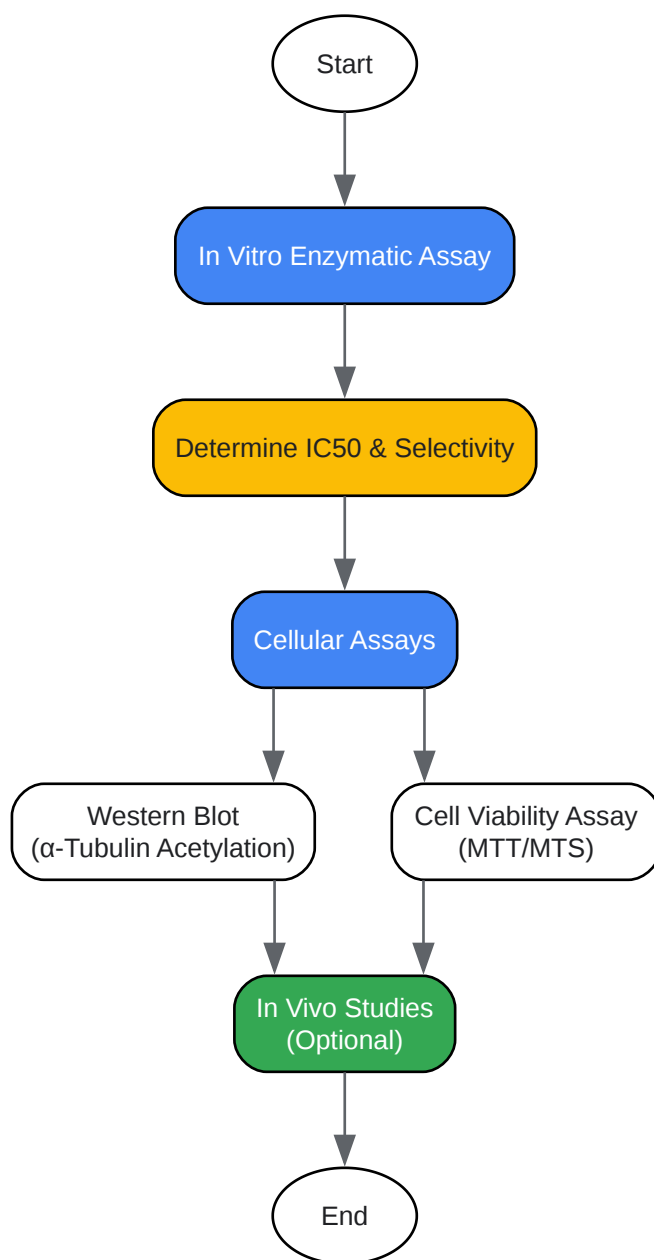 Start
In Vitro Enzymatic Assay
Determine IC50 & Selectivity
Cellular Assays
Western Blot
(α-Tubulin Acetylation)
Cell Viability Assay
(MTT/MTS)
In Vivo Studies
(Optional)
End